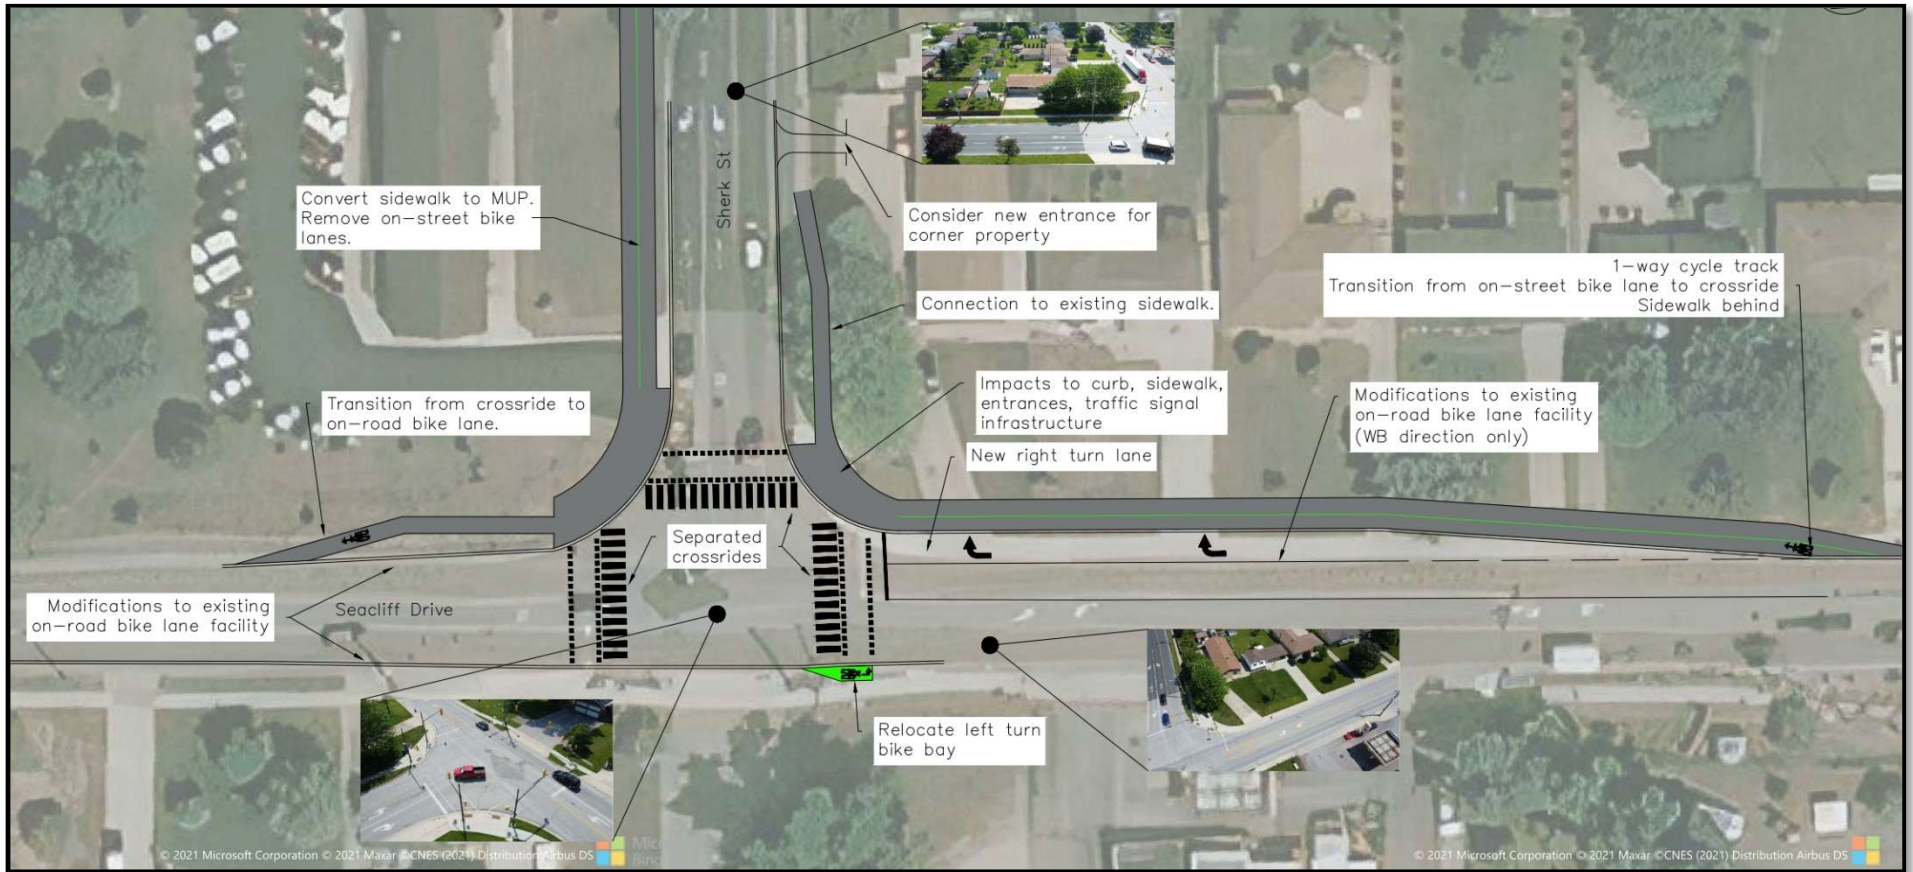 Convert sidewalk to MUP.
Remove on-street bike
lanes.
Sherk St
Consider new entrance for
corner property
1-way cycle track
Transition from on-street bike lane to crossride
Sidewalk behind
Connection to existing sidewalk.
Transition from crossride to
on-road bike lane.
Impacts to curb, sidewalk,
entrances, traffic signal
infrastructure
Modifications to existing
on-road bike lane facility
(WB direction only)
New right turn lane
Separated
crossrides
Modifications to existing
on-road bike lane facility
Seacliff Drive
Relocate left turn
bike bay
© 2021 Microsoft Corporation © 2021 Maxar ©CNES (2021) Distribution Airbus DS
© 2021 Microsoft Corporation © 2021 Maxar ©CNES (2021) Distribution Airbus DS